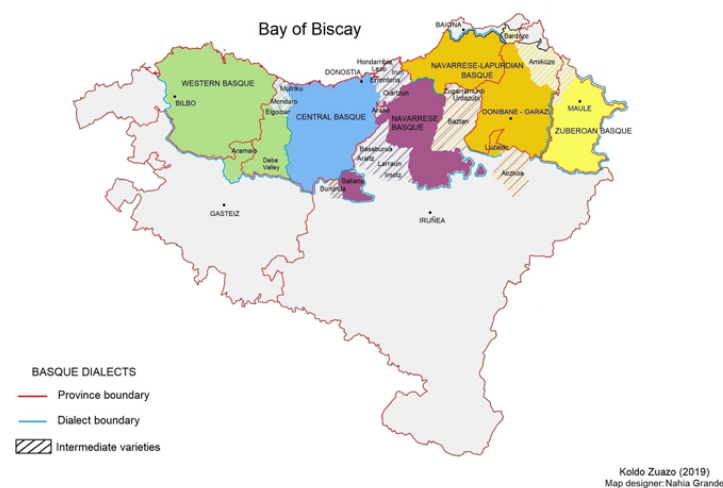 Bay of Biscay
BAIONA
Bardoze
Amikuze
Hondarribia
Lezo
Irun
Errenteria
DONOSTIA
Oiartzun
NAVARRESE-LAPURDIAN
BASQUE
WESTERN BASQUE
BILBO
Mutriku
Mendaro
Elgoibar
CENTRAL BASQUE
Arano
NAVARRESE
BASQUE
Zugarramurdi
Urdazubi
Baztan
DONIBANE - GARAZI
MAULE
ZUBEROAN BASQUE
Aramaio
Deba
Valley
Basaburua
Araitz
Larraun
Imotz
Burunda
Sakana
Luzaide
Aezkoa
GASTEIZ
IRUÑEA
BASQUE DIALECTS
Province boundary
Dialect boundary
Intermediate varieties
Koldo Zuazo (2019)
Map designer:Nahia Grande